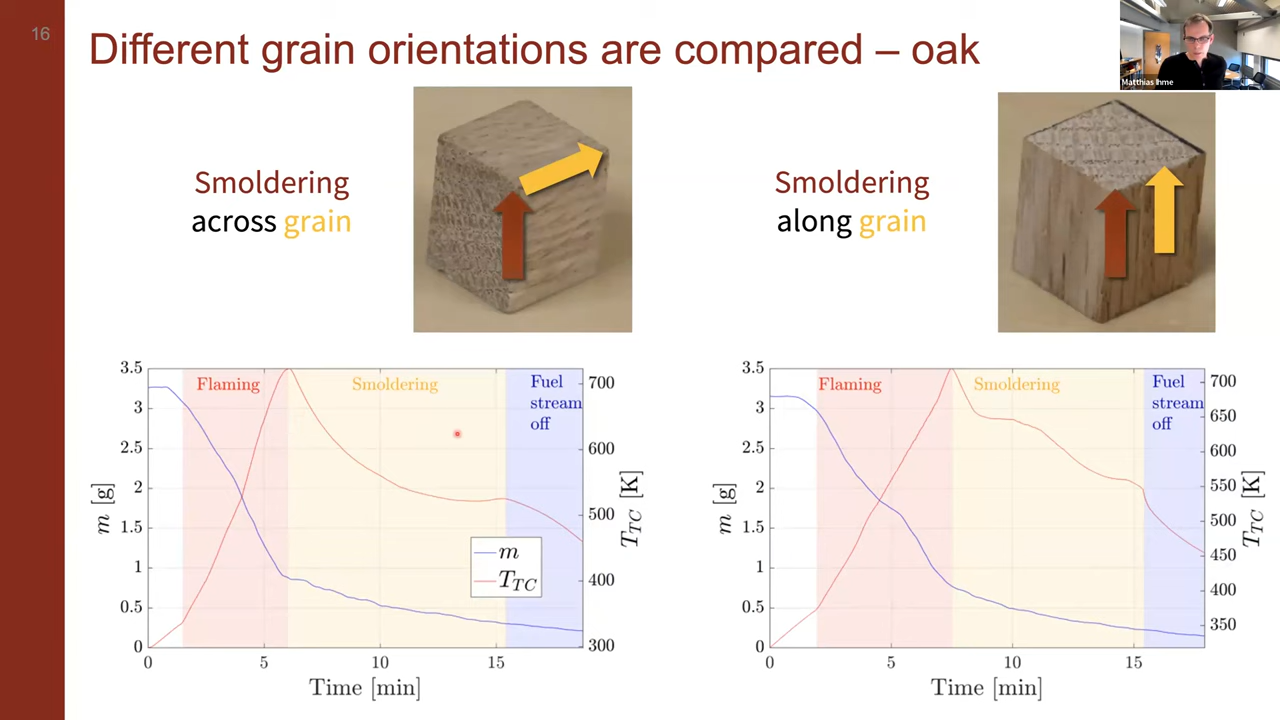 16
Different grain orientations are compared – oak
Matthias Ihme
Smoldering
across grain
Smoldering
along grain
3.5
3
2.5
2
1.5
1
0.5
0
m [g]
Flaming
Smoldering
Fuel
stream
off
m
T_TC
700
600
500
400
300
T_TC [K]
0
5
10
15
Time [min]
3.5
3
2.5
2
1.5
1
0.5
0
m [g]
Flaming
Smoldering
Fuel
stream
off
700
650
600
550
500
450
400
350
T_TC [K]
0
5
10
15
Time [min]